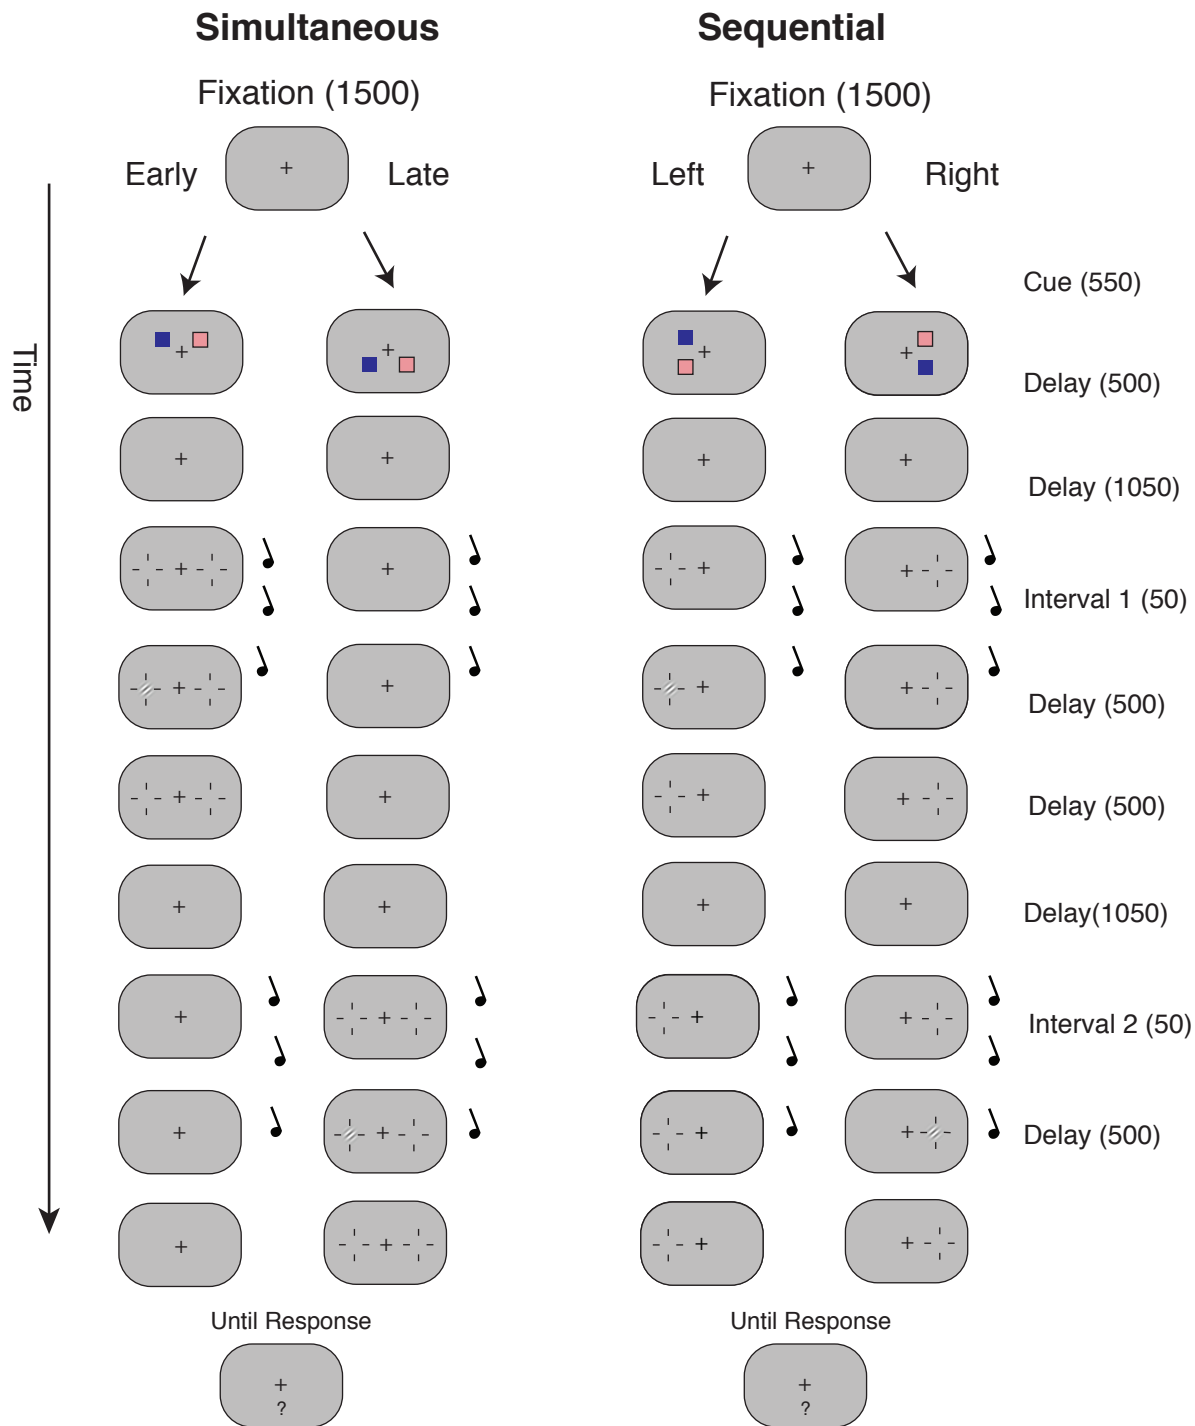 Simultaneous
Sequential
Fixation (1500)
Fixation (1500)
Early
Late
Left
Right
Time
Cue (550)
Delay (500)
Delay (1050)
Interval 1 (50)
Delay (500)
Delay (500)
Delay(1050)
Interval 2 (50)
Delay (500)
Until Response
Until Response
?
?